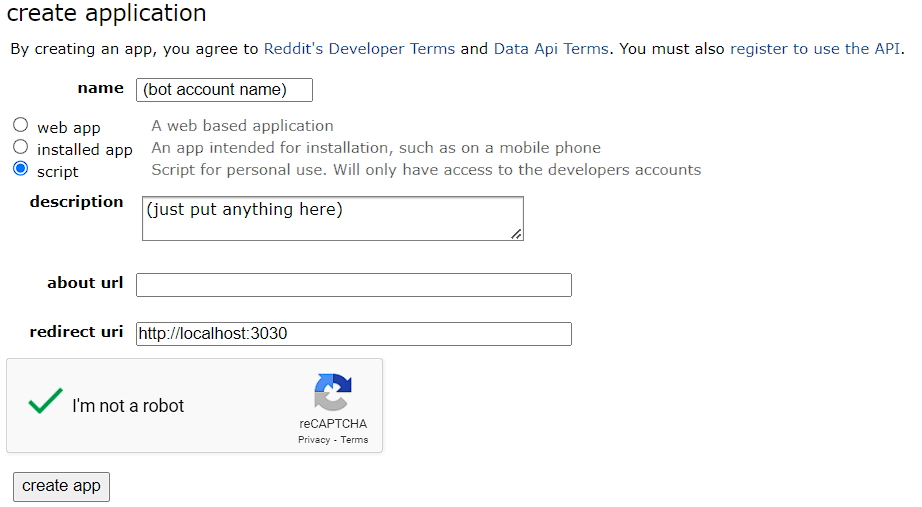 create application
By creating an app, you agree to Reddit's Developer Terms and Data Api Terms. You must also register to use the API.
name (bot account name)
web app A web based application
installed app An app intended for installation, such as on a mobile phone
script Script for personal use. Will only have access to the developers accounts
description (just put anything here)
about url
redirect uri http://localhost:3030
I'm not a robot
reCAPTCHA
Privacy - Terms
create app